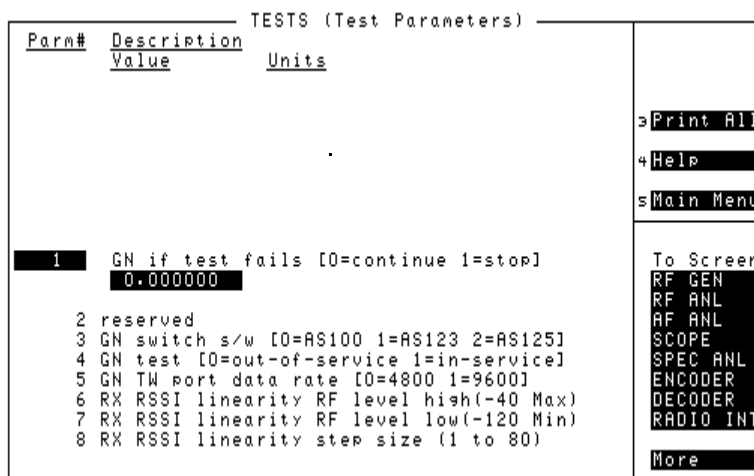 TESTS (Test Parameters)
Parm# Description
Value Units
3 Print All
4 Help
5 Main Menu
1 GN if test fails [0=continue 1=stop]
0.000000
2 reserved
3 GN switch s/w [0=AS100 1=AS123 2=AS125]
4 GN test [0=out-of-service 1=in-service]
5 GN TW port data rate [0=4800 1=9600]
6 RX RSSI linearity RF level high(-40 Max)
7 RX RSSI linearity RF level low(-120 Min)
8 RX RSSI linearity step size (1 to 80)
To Screen
RF GEN
RF ANL
AF ANL
SCOPE
SPEC ANL
ENCODER
DECODER
RADIO INT
More